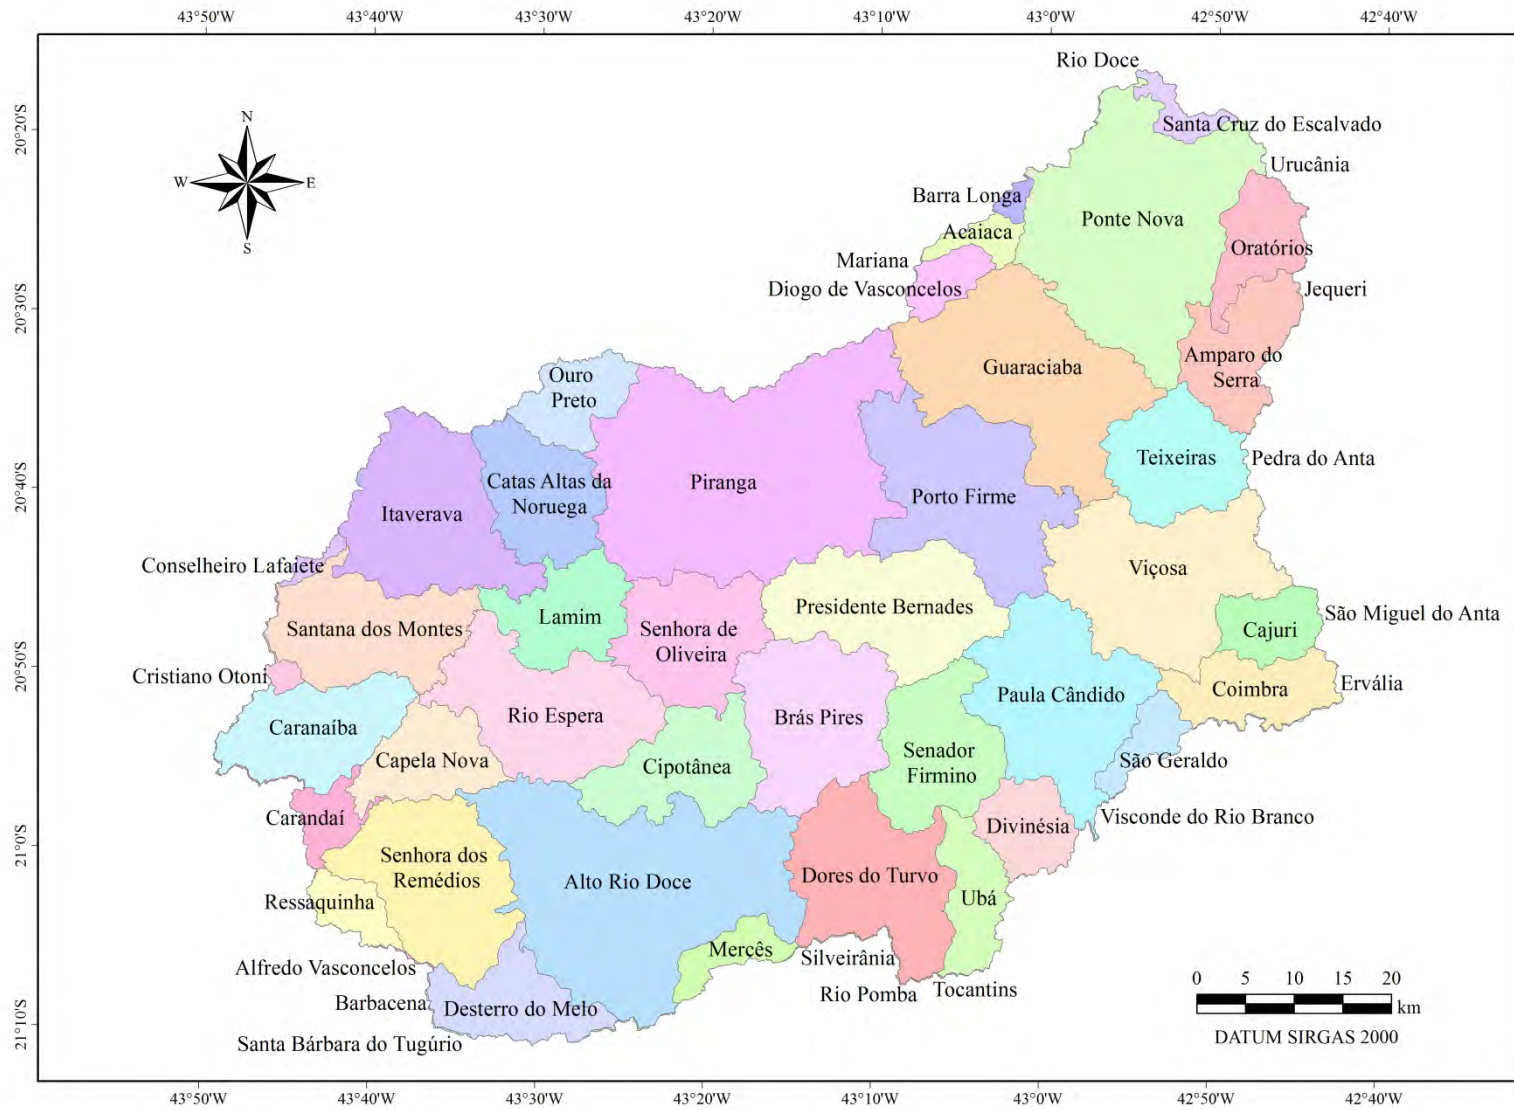 43°50'W
43°40'W
43°30'W
43°20'W
43°10'W
43°0'W
42°50'W
42°40'W
20°20'S
20°30'S
20°40'S
20°50'S
21°0'S
21°10'S
N
W
E
S
Rio Doce
Santa Cruz do Escalvado
Urucânia
Barra Longa
Ponte Nova
Acaiaca
Oratórios
Mariana
Diogo de Vasconcelos
Jequeri
Guaraciaba
Amparo do
Serra
Ouro
Preto
Teixeiras
Pedra do Anta
Catas Altas da
Noruega
Piranga
Porto Firme
Itaverava
Conselheiro Lafaiete
Viçosa
Presidente Bernades
São Miguel do Anta
Lamim
Santana dos Montes
Senhora de
Oliveira
Cajuri
Cristiano Otoni
Paula Cândido
Coimbra
Ervália
Rio Espera
Brás Pires
Caranaíba
Senador
Firmino
Capela Nova
Cipotânea
São Geraldo
Carandaí
Visconde do Rio Branco
Divinésia
Senhora dos
Remédios
Alto Rio Doce
Dores do Turvo
Ubá
Ressaquinha
Mercês
Silveirânia
Alfredo Vasconcelos
Rio Pomba
Tocantins
Barbacena
Desterro do Melo
Santa Bárbara do Tugúrio
0 5 10 15 20
km
DATUM SIRGAS 2000
43°50'W
43°40'W
43°30'W
43°20'W
43°10'W
43°0'W
42°50'W
42°40'W